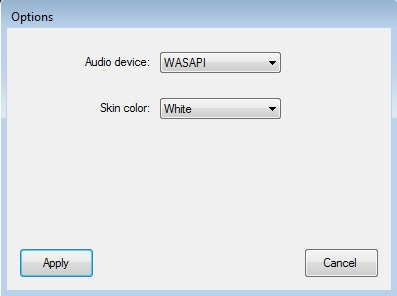 Options
Audio device: WASAPI
Skin color: White
Apply Cancel